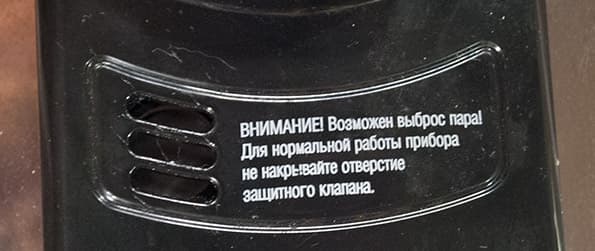 ВНИМАНИЕ! Возможен выброс пара!
Для нормальной работы прибора
не накрывайте отверстие
защитного клапана.